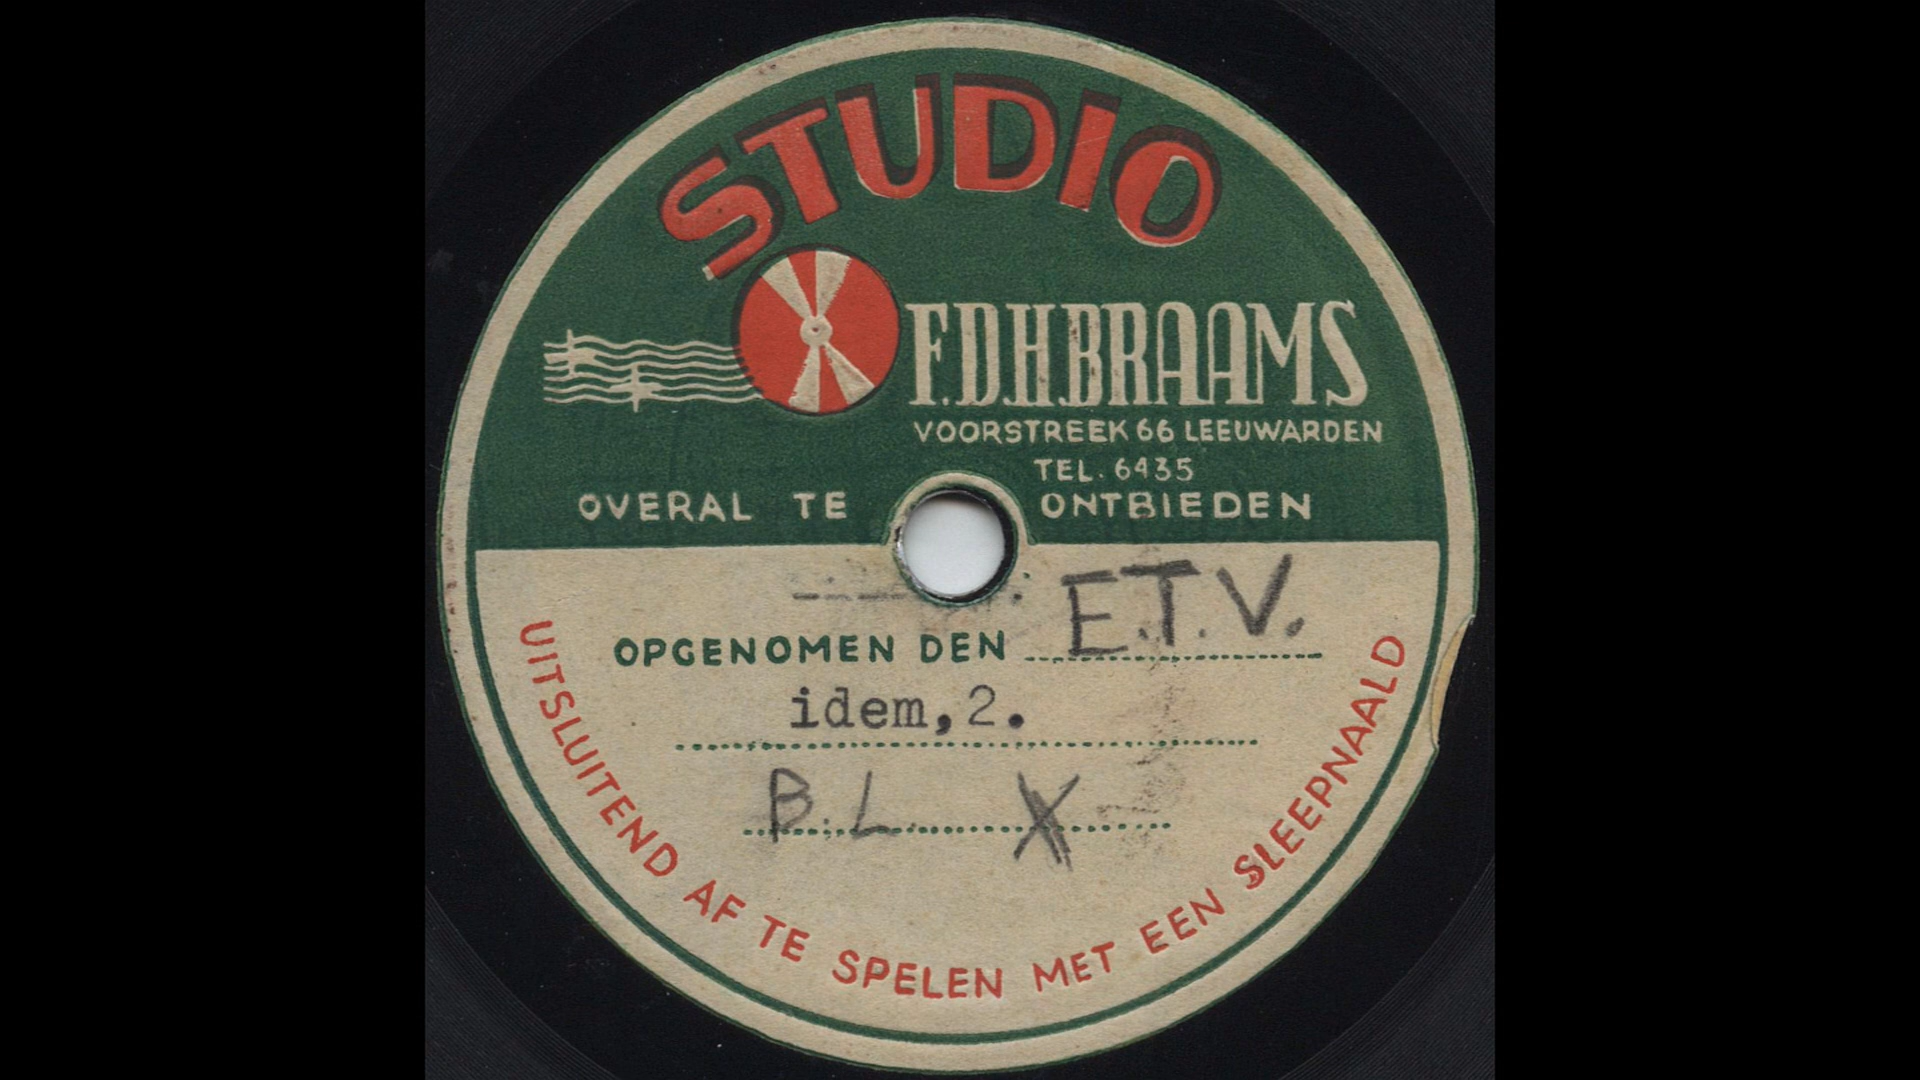 STUDIO
F.D.H.BRAAMS
VOORSTREEK 66 LEEUWARDEN
TEL. 6435
OVERAL TE ONTBIEDEN
OPGENOMEN DEN E.T.V.
idem,2.
B.L. X
UITSLUITEND AF TE SPELEN MET EEN SLEEPNAALD